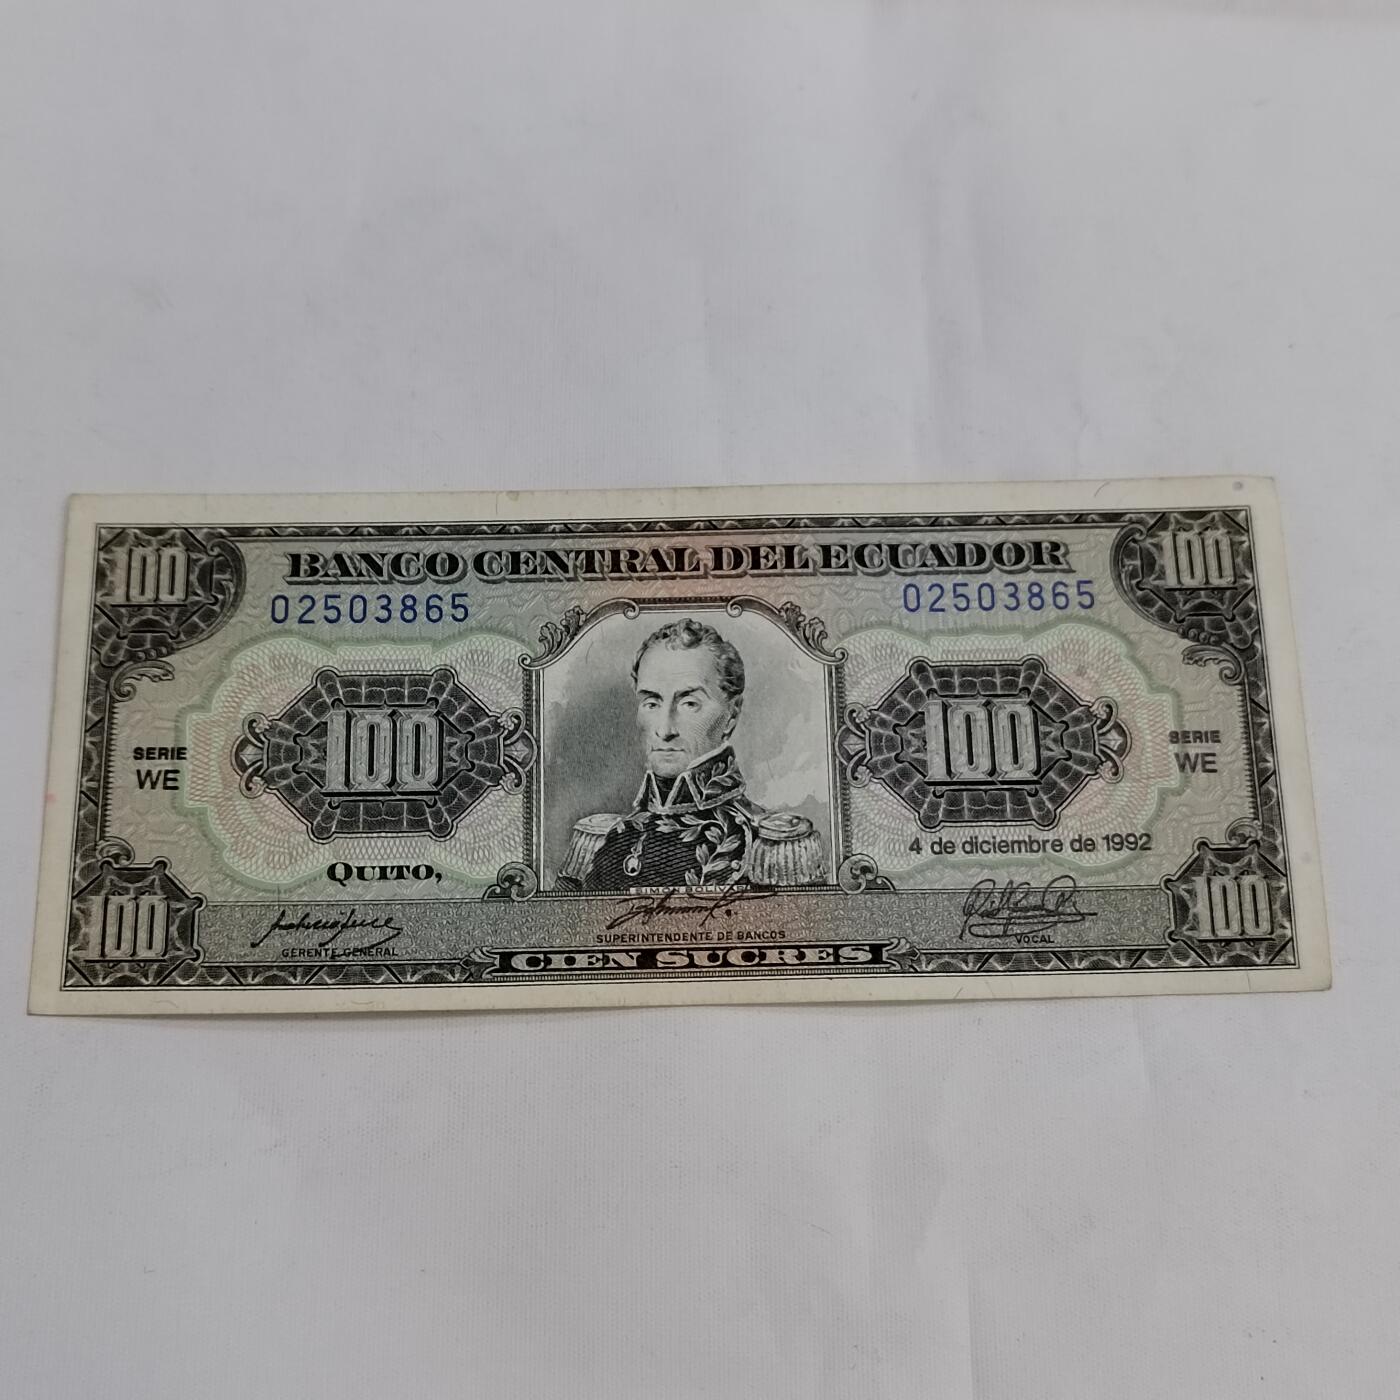 100
100
BANCO CENTRAL DEL ECUADOR
02503865
02503865
100
100
SERIE
WE
SERIE
WE
4 de diciembre de 1992
QUITO,
SIMON BOLIVAR
100
100
GERENTE GENERAL
SUPERINTENDENTE DE BANCOS
VOCAL
CIEN SUCRES